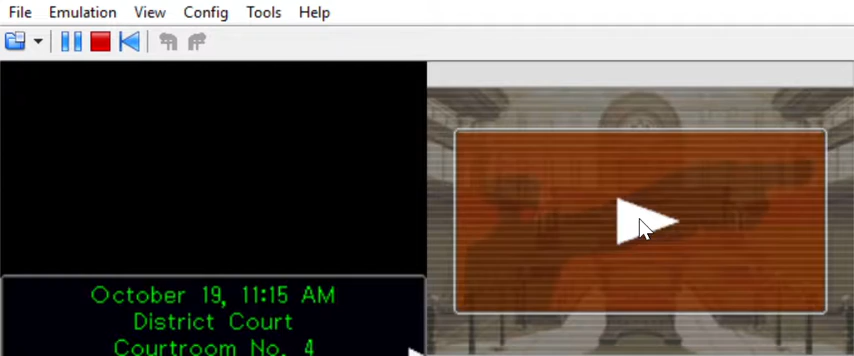 File Emulation View Config Tools Help
October 19, 11:15 AM
District Court
Courtroom No. 4